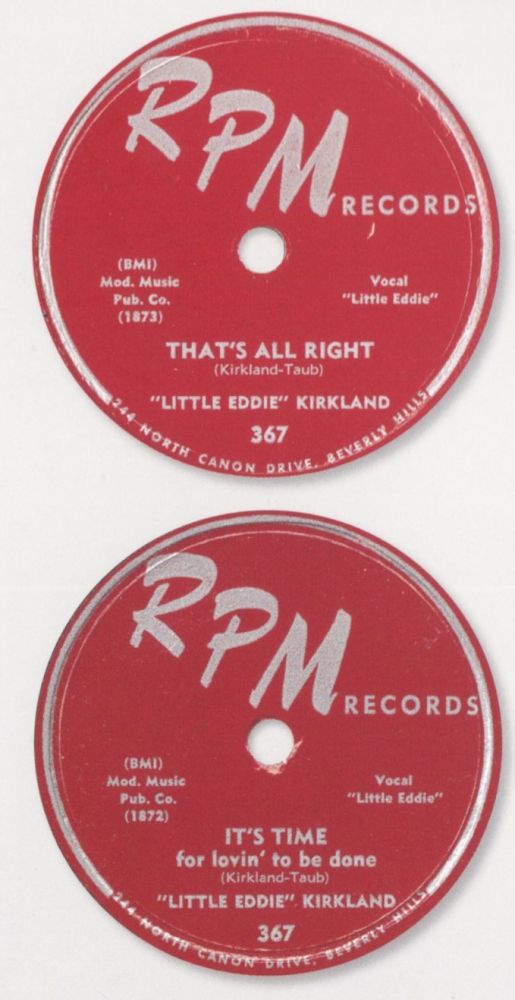 RPM
RECORDS
(BMI)
Mod. Music
Pub. Co.
(1873)
Vocal
"Little Eddie"
THAT'S ALL RIGHT
(Kirkland-Taub)
"LITTLE EDDIE" KIRKLAND
367
244 NORTH CANON DRIVE, BEVERLY HILLS
RPM
RECORDS
(BMI)
Mod. Music
Pub. Co.
(1872)
Vocal
"Little Eddie"
IT'S TIME
for lovin' to be done
(Kirkland-Taub)
"LITTLE EDDIE" KIRKLAND
367
244 NORTH CANON DRIVE, BEVERLY HILLS